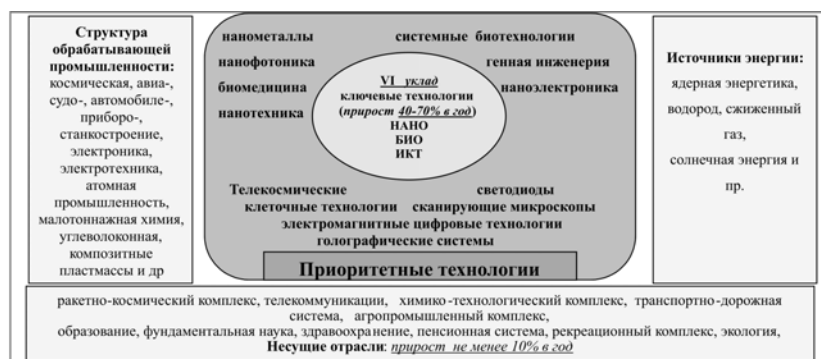 Структура
обрабатывающей
промышленности:
космическая, авиа-,
судо-, автомобиле-,
приборо-,
станкостроение,
электроника,
электротехника,
атомная
промышленность,
малотоннажная химия,
углеволоконная,
композитные
пластмассы и др
нанометаллы системные биотехнологии
нанофотоника генная инженерия
биомедицина наноэлектроника
нанотехника
VI уклад
ключевые технологии
(прирост 40-70% в год)
НАНО
БИО
ИКТ
Телекосмические светодиоды
клеточные технологии сканирующие микроскопы
электромагнитные цифровые технологии
голографические системы
Приоритетные технологии
Источники энергии:
ядерная энергетика,
водород, сжиженный
газ,
солнечная энергия и
пр.
ракетно-космический комплекс, телекоммуникации, химико-технологический комплекс, транспортно-дорожная
система, агропромышленный комплекс,
образование, фундаментальная наука, здравоохранение, пенсионная система, рекреационный комплекс, экология,
Несущие отрасли: прирост не менее 10% в год